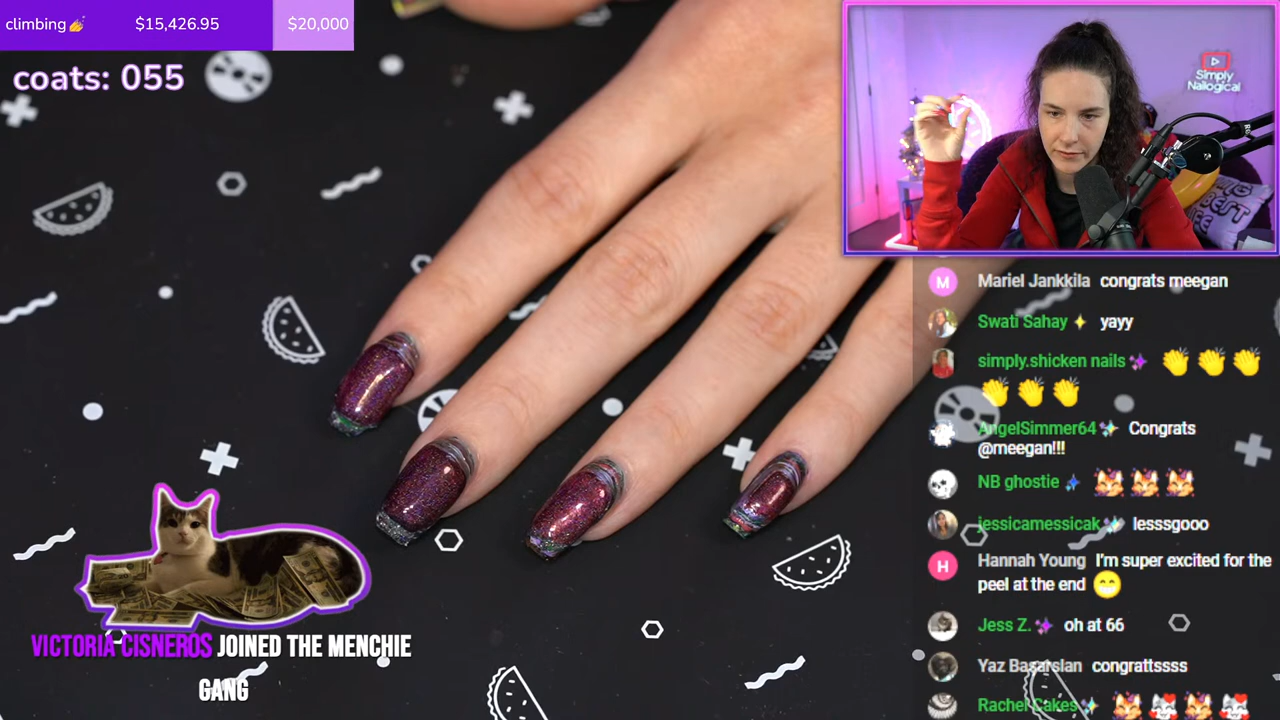 climbing💅 $15,426.95 $20,000
coats: 055
Simply
Nailogical
Mariel Jankkila congrats meegan
Swati Sahay yayy
simply.shicken nails 👏 👏 👏
👏 👏 👏
AngelSimmer64 Congrats
@meegan!!!
NB ghostie
jessicamessicak lesssgooo
H Hannah Young I'm super excited for the
peel at the end 😁
Jess Z. oh at 66
Yaz Basarslan congrattssss
Rachel Cakes
M
VICTORIA CISNEROS JOINED THE MENCHIE
GANG